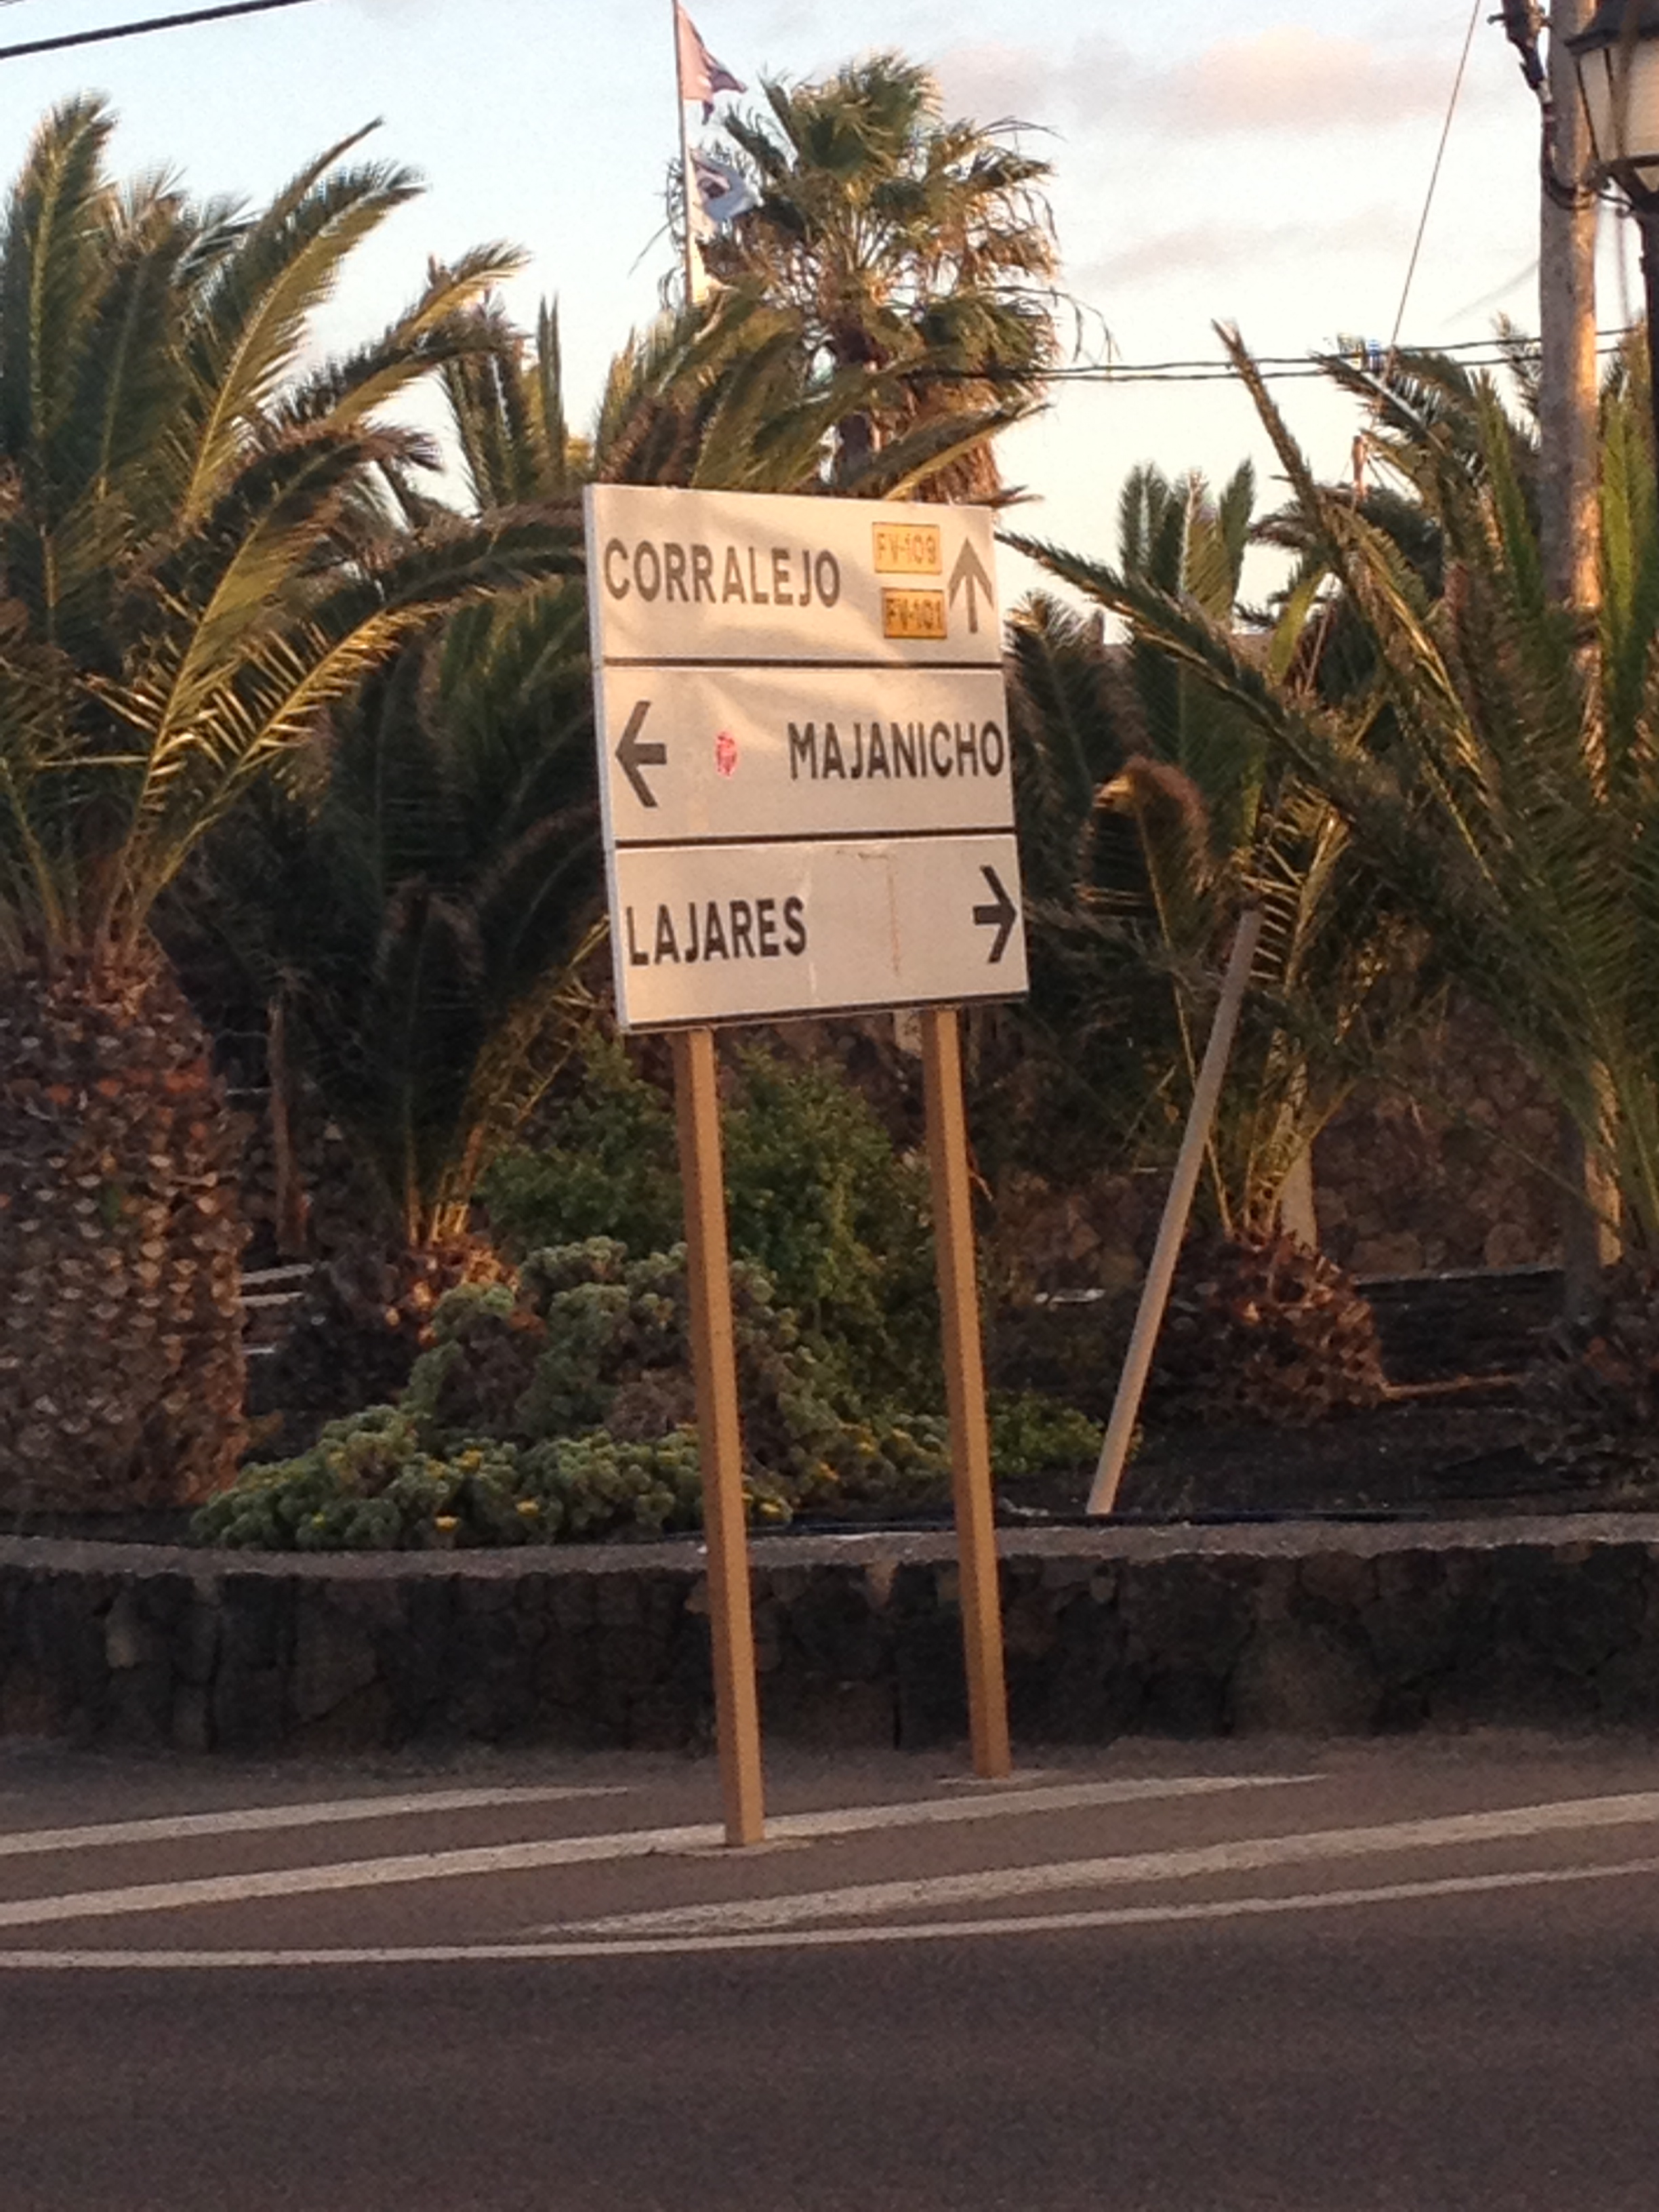 CORRALEJO FV-109
FV-101
MAJANICHO
LAJARES